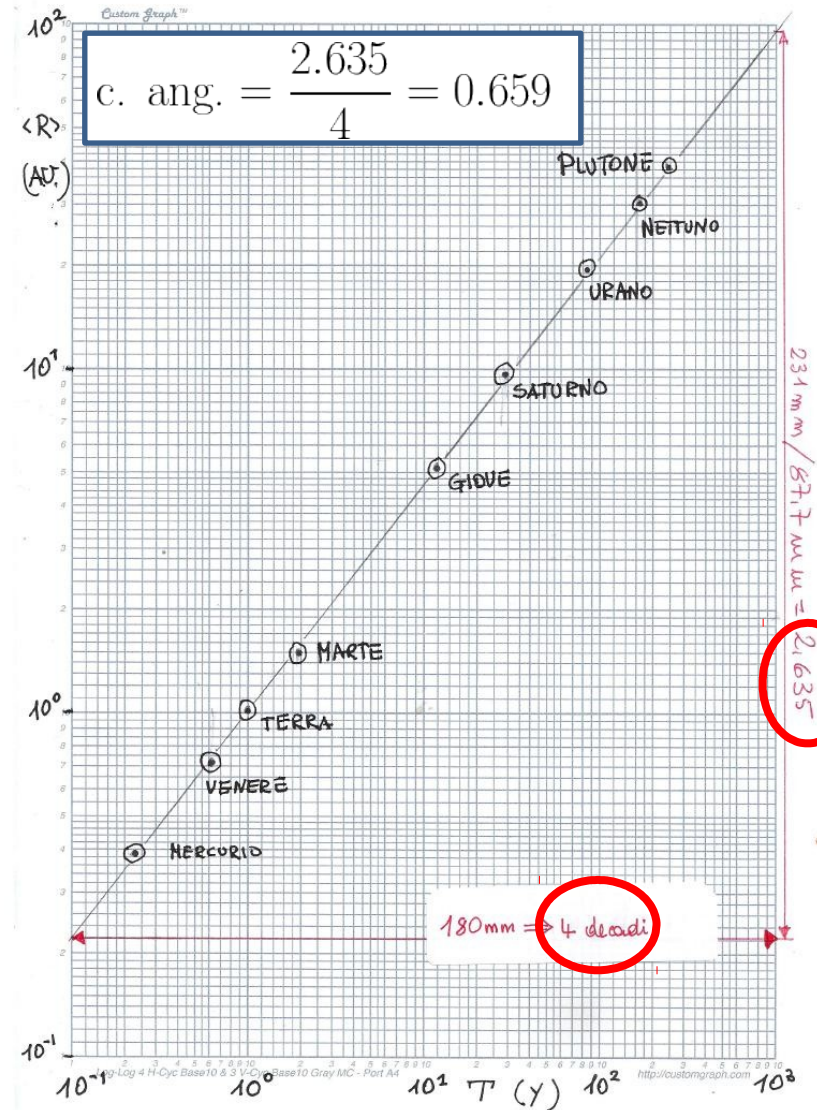 Custom Graph™
10²
c. ang. = 2.635 / 4 = 0.659
<R>
(AU.)
PLUTONE
NETTUNO
URANO
10¹
SATURNO
GIOVE
231 mm / 87,7 mm = 2,635
MARTE
10⁰
TERRA
VENERE
MERCURIO
180mm => 4 decadi
10⁻¹
Log-Log 4 H-Cyc Base10 & 3 V-Cyc Base10 Grey MC - Port A4
http://customgraph.com
10⁻¹ 10⁰ 10¹ T (Y) 10² 10³